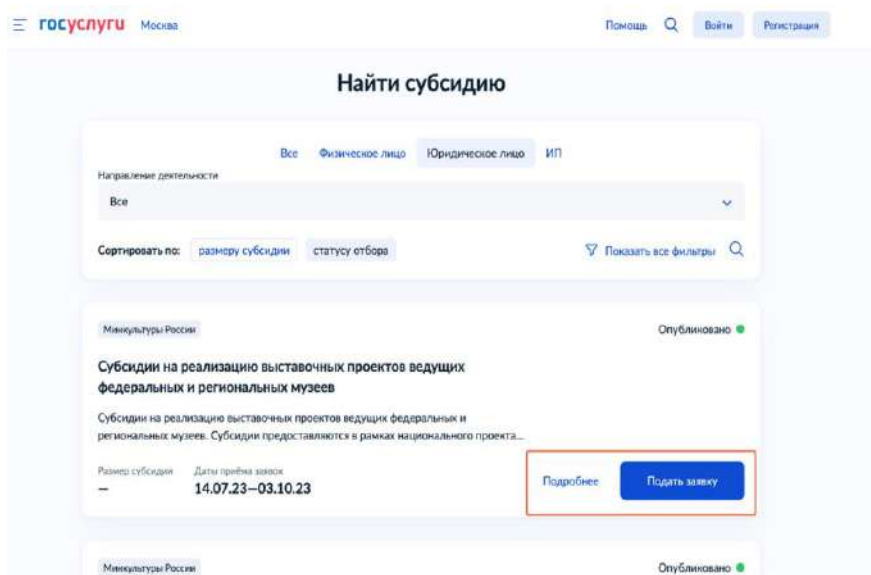 госуслуги Москва Помощь Войти Регистрация
Найти субсидию
Все Физическое лицо Юридическое лицо ИП
Направление деятельности
Все
Сортировать по: размеру субсидии статусу отбора Показать все фильтры
Минкультуры России Опубликовано
Субсидии на реализацию выставочных проектов ведущих
федеральных и региональных музеев
Субсидии на реализацию выставочных проектов ведущих федеральных и
региональных музеев. Субсидии предоставляются в рамках национального проекта...
Размер субсидии Даты приёма заявок
— 14.07.23—03.10.23
Подробнее Подать заявку
Минкультуры России Опубликовано